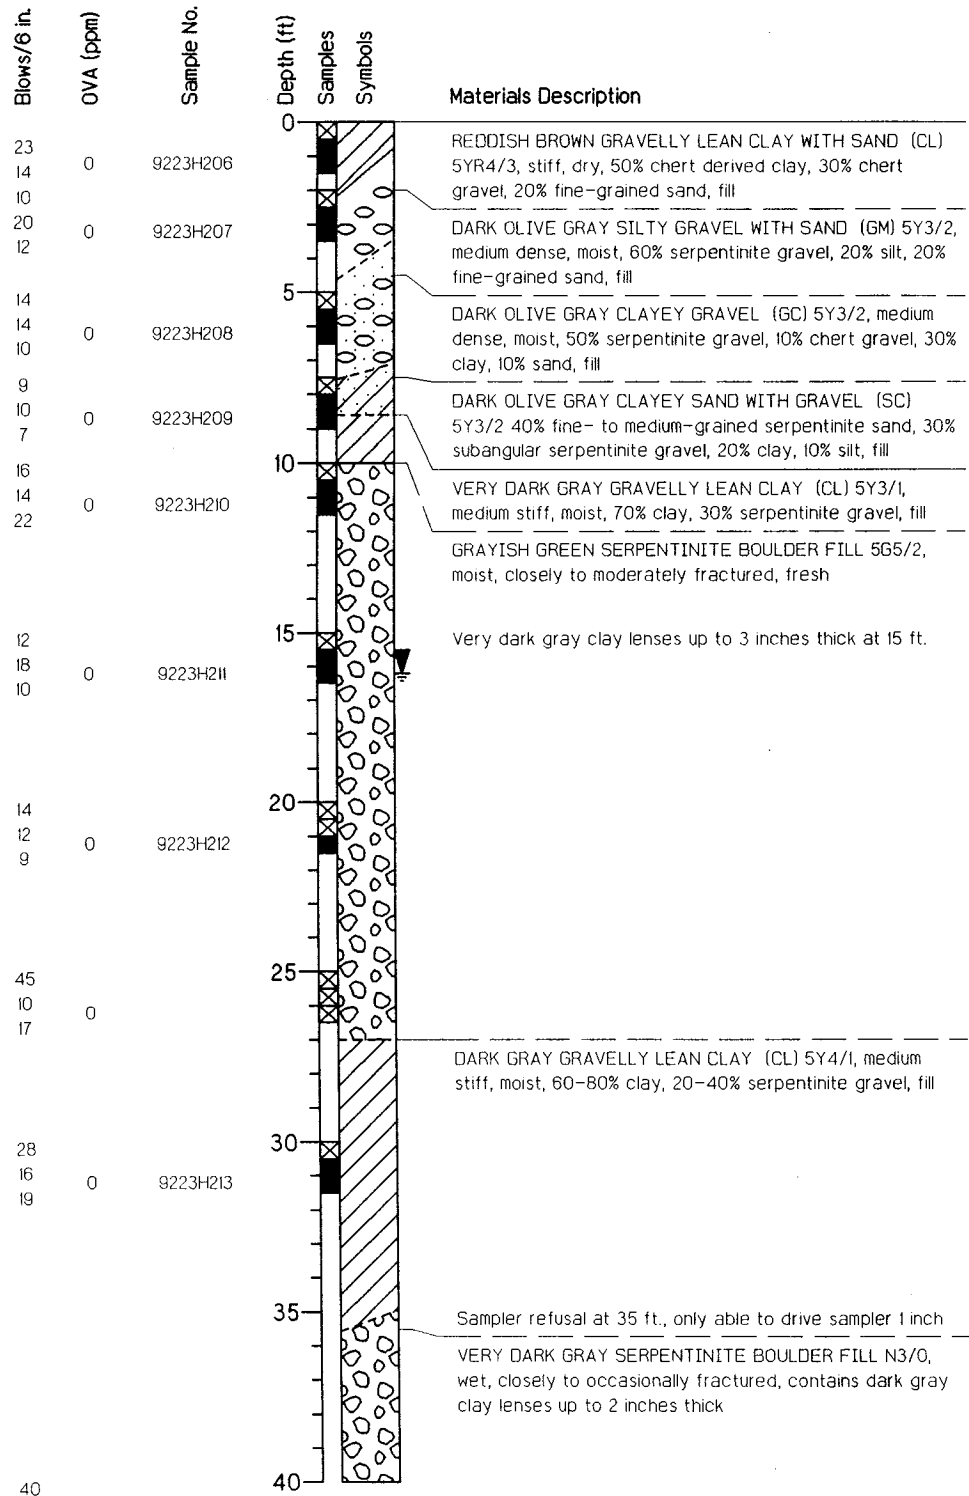 Blows/6 in.
OVA (ppm)
Sample No.
Depth (ft)
Samples
Symbols
Materials Description
0
REDDISH BROWN GRAVELLY LEAN CLAY WITH SAND (CL)
5YR4/3, stiff, dry, 50% chert derived clay, 30% chert
gravel, 20% fine-grained sand, fill
23
14
10
0
9223H206
DARK OLIVE GRAY SILTY GRAVEL WITH SAND (GM) 5Y3/2,
medium dense, moist, 60% serpentinite gravel, 20% silt, 20%
fine-grained sand, fill
20
12
0
9223H207
5
DARK OLIVE GRAY CLAYEY GRAVEL (GC) 5Y3/2, medium
dense, moist, 50% serpentinite gravel, 10% chert gravel, 30%
clay, 10% sand, fill
14
14
10
0
9223H208
DARK OLIVE GRAY CLAYEY SAND WITH GRAVEL (SC)
5Y3/2 40% fine- to medium-grained serpentinite sand, 30%
subangular serpentinite gravel, 20% clay, 10% silt, fill
9
10
7
0
9223H209
10
VERY DARK GRAY GRAVELLY LEAN CLAY (CL) 5Y3/1,
medium stiff, moist, 70% clay, 30% serpentinite gravel, fill
16
14
22
0
9223H210
GRAYISH GREEN SERPENTINITE BOULDER FILL 5G5/2,
moist, closely to moderately fractured, fresh
15
Very dark gray clay lenses up to 3 inches thick at 15 ft.
12
18
10
0
9223H211
20
14
12
9
0
9223H212
25
45
10
17
0
DARK GRAY GRAVELLY LEAN CLAY (CL) 5Y4/1, medium
stiff, moist, 60-80% clay, 20-40% serpentinite gravel, fill
30
28
16
19
0
9223H213
35
Sampler refusal at 35 ft., only able to drive sampler 1 inch
VERY DARK GRAY SERPENTINITE BOULDER FILL N3/0,
wet, closely to occasionally fractured, contains dark gray
clay lenses up to 2 inches thick
40
40